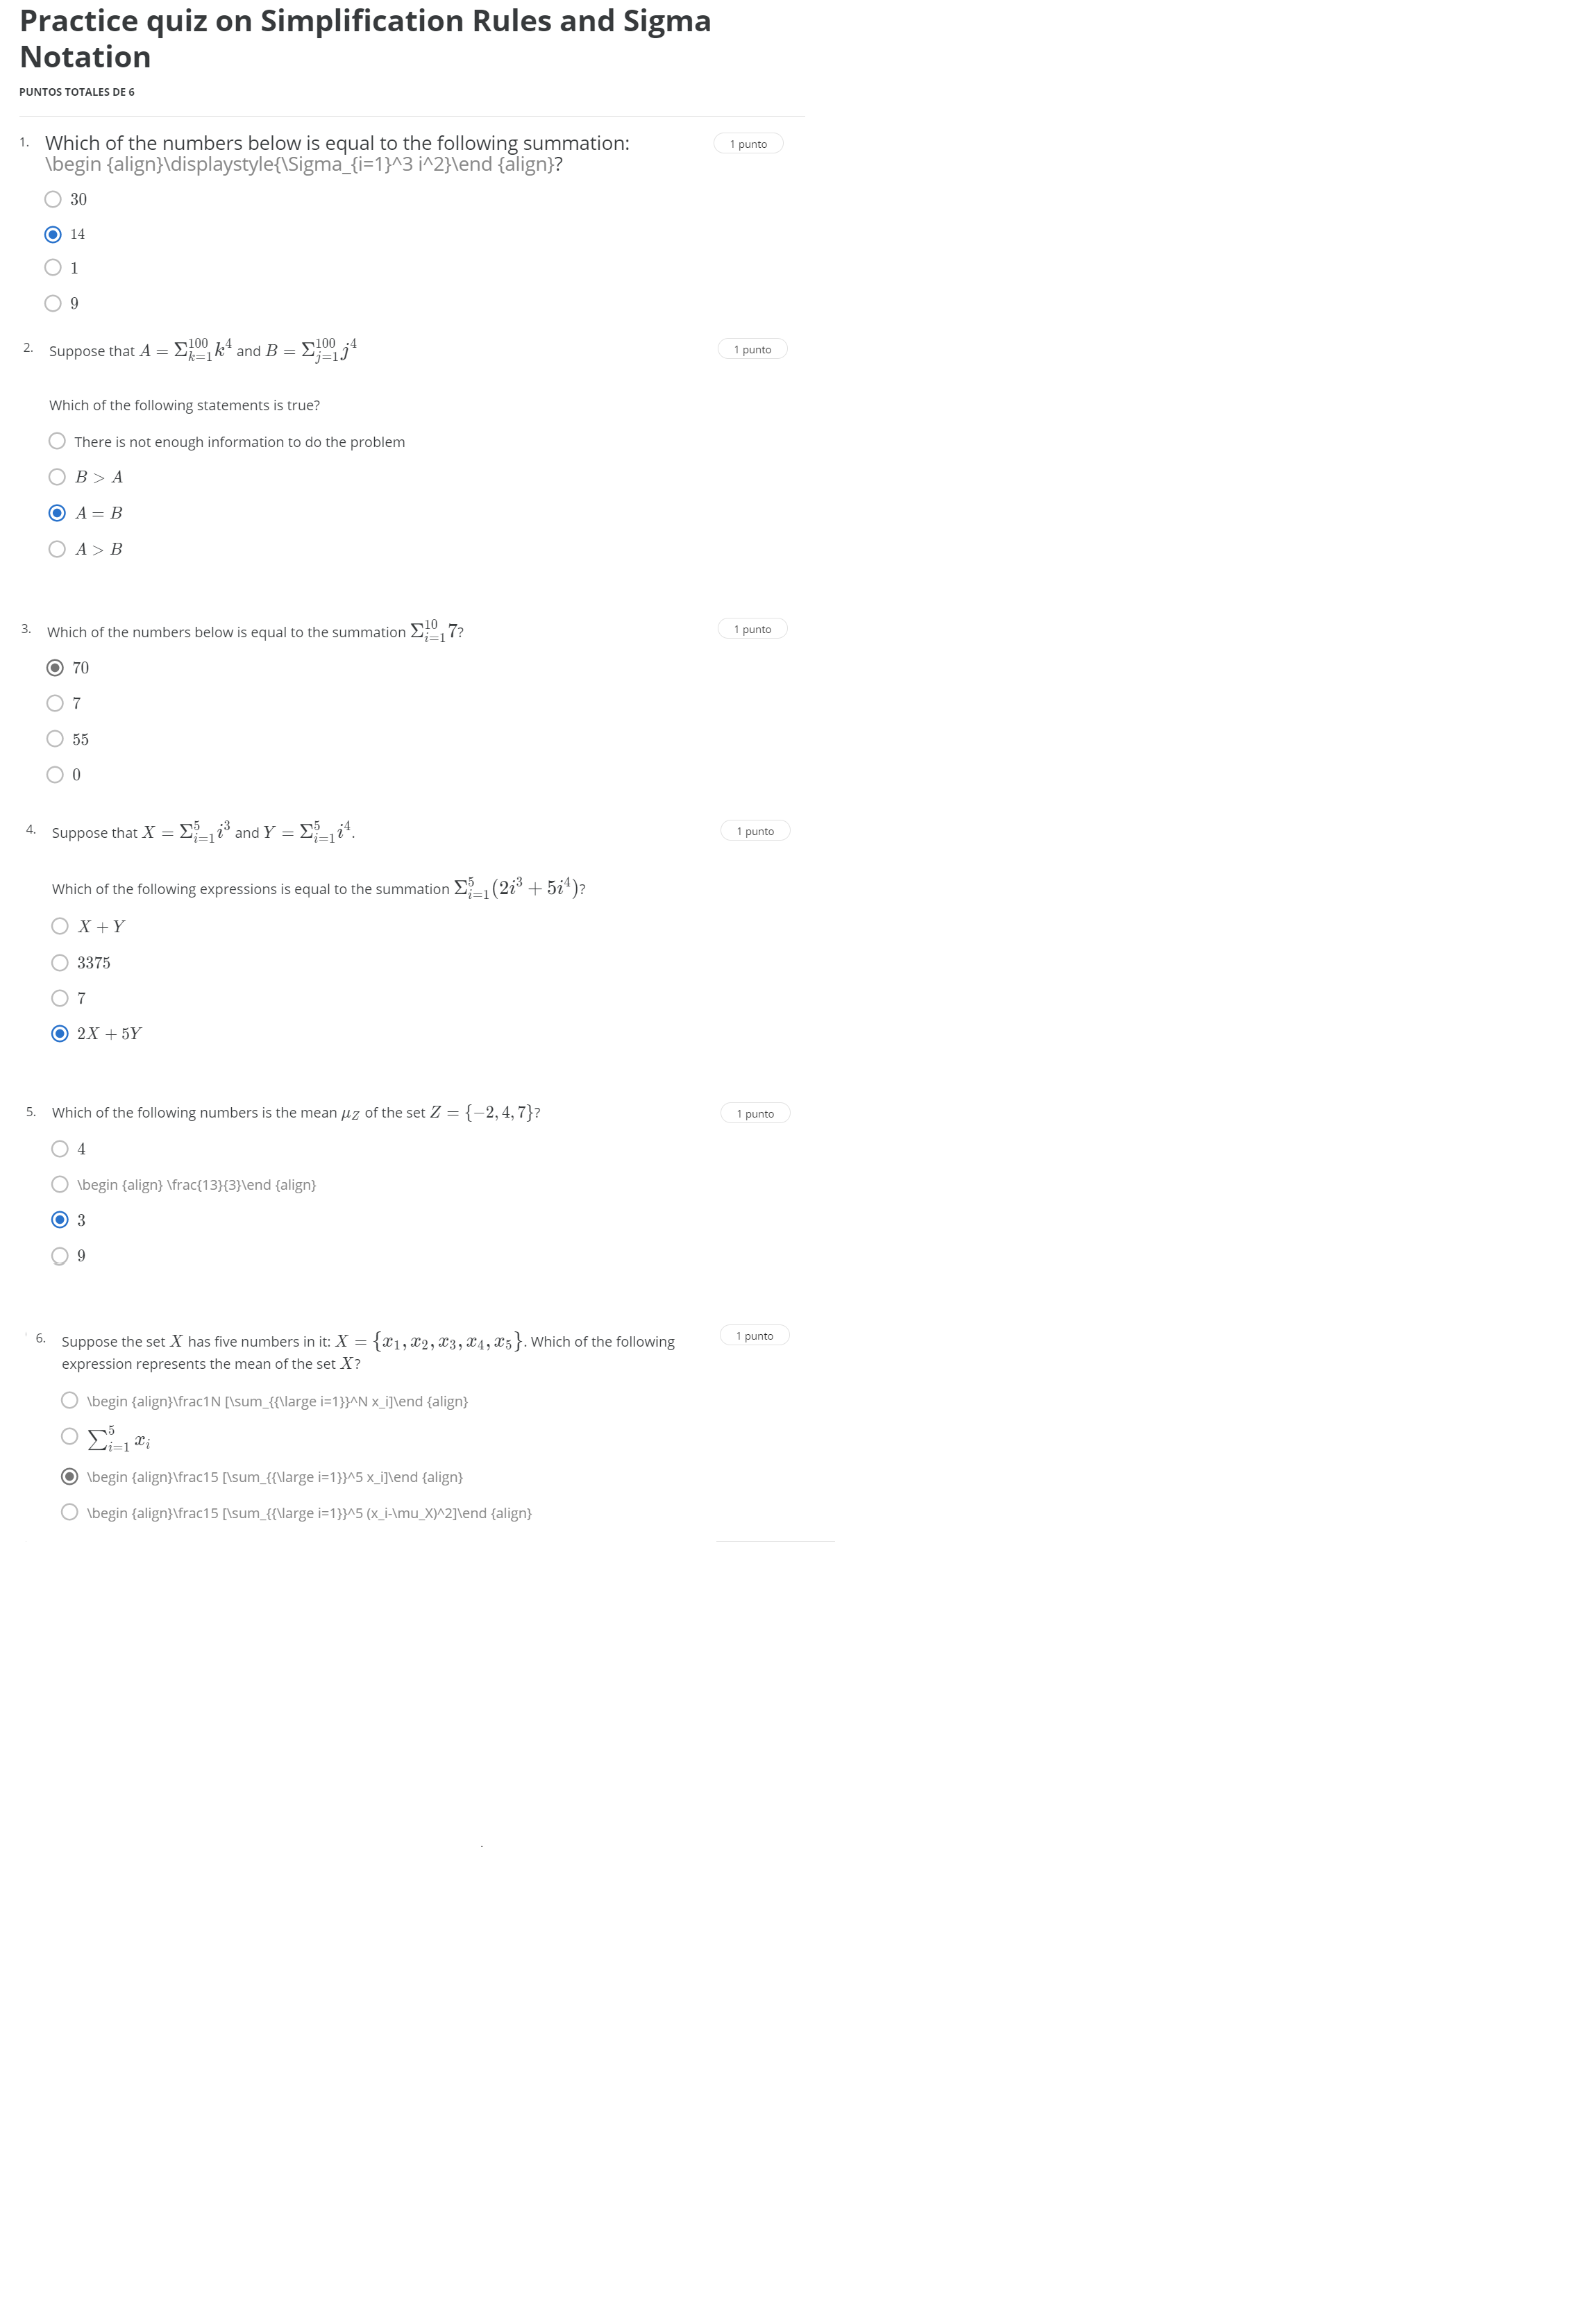 Practice quiz on Simplification Rules and Sigma
Notation
PUNTOS TOTALES DE 6
1. Which of the numbers below is equal to the following summation: 1 punto
\begin {align}\displaystyle{\Sigma_{i=1}^3 i^2}\end {align}?
30
14
1
9
2. Suppose that A = Σ_{k=1}^{100} k^4 and B = Σ_{j=1}^{100} j^4 1 punto
Which of the following statements is true?
There is not enough information to do the problem
B > A
A = B
A > B
3. Which of the numbers below is equal to the summation Σ_{i=1}^{10} 7? 1 punto
70
7
55
0
4. Suppose that X = Σ_{i=1}^5 i^3 and Y = Σ_{i=1}^5 i^4. 1 punto
Which of the following expressions is equal to the summation Σ_{i=1}^5 (2i^3 + 5i^4)?
X + Y
3375
7
2X + 5Y
5. Which of the following numbers is the mean μ_Z of the set Z = {−2, 4, 7}? 1 punto
4
\begin {align} \frac{13}{3}\end {align}
3
9
6. Suppose the set X has five numbers in it: X = {x_1, x_2, x_3, x_4, x_5}. Which of the following 1 punto
expression represents the mean of the set X?
\begin {align}\frac1N [\sum_{{\large i=1}}^N x_i]\end {align}
∑_{i=1}^5 x_i
\begin {align}\frac15 [\sum_{{\large i=1}}^5 x_i]\end {align}
\begin {align}\frac15 [\sum_{{\large i=1}}^5 (x_i-\mu_X)^2]\end {align}